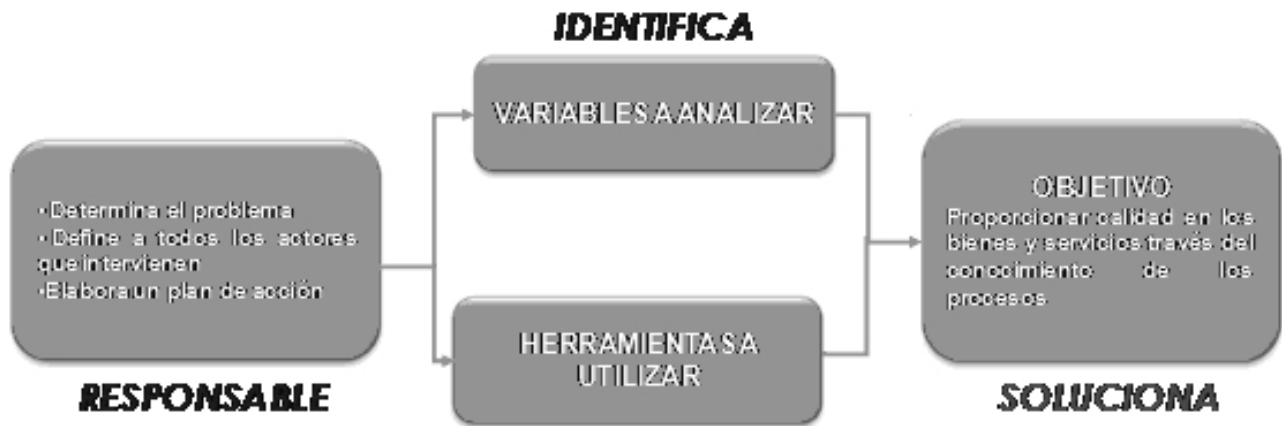 IDENTIFICA
VARIABLES A ANALIZAR
•Determina el problema
•Define a todos los actores
que intervienen
•Elabora un plan de acción
RESPONSABLE
HERRAMIENTAS A
UTILIZAR
OBJETIVO
Proporcionar calidad en los
bienes y servicios través del
conocimiento de los
procesos
SOLUCIONA